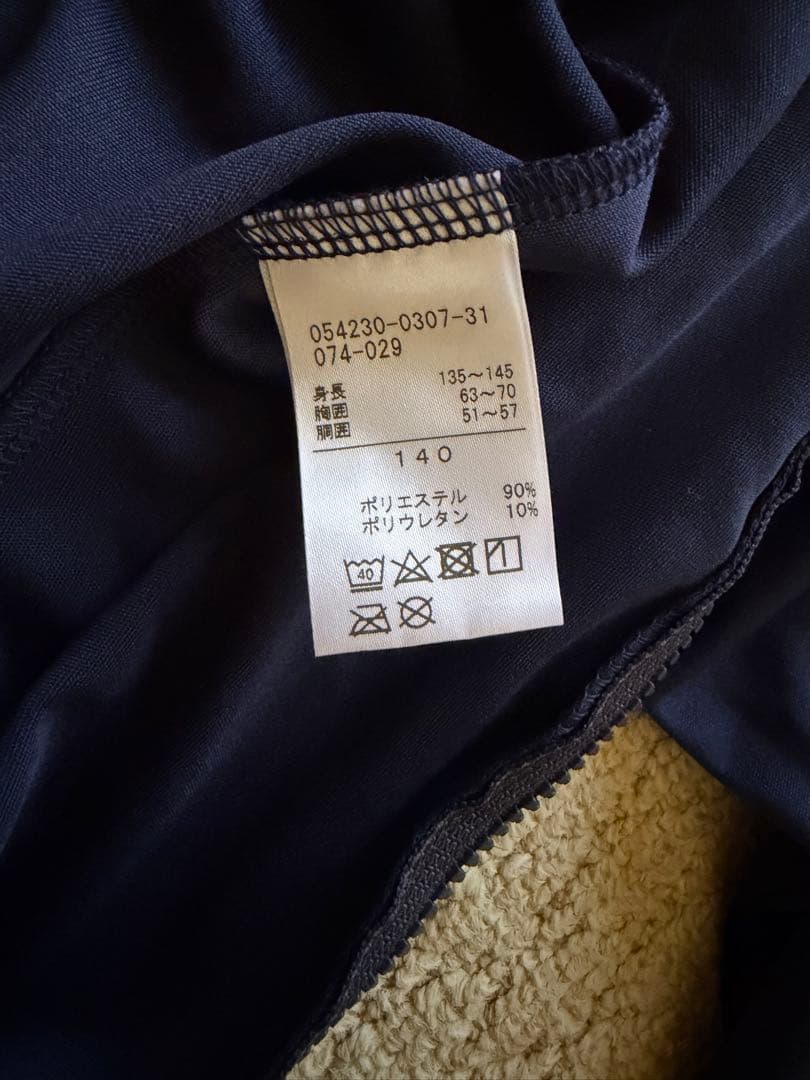 054230-0307-31
074-029
身長 135～145
胸囲 63～70
胴囲 51～57
140
ポリエステル 90%
ポリウレタン 10%
40